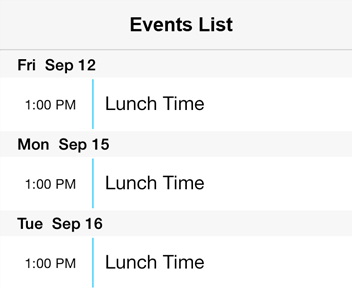 Events List
Fri Sep 12
1:00 PM Lunch Time
Mon Sep 15
1:00 PM Lunch Time
Tue Sep 16
1:00 PM Lunch Time